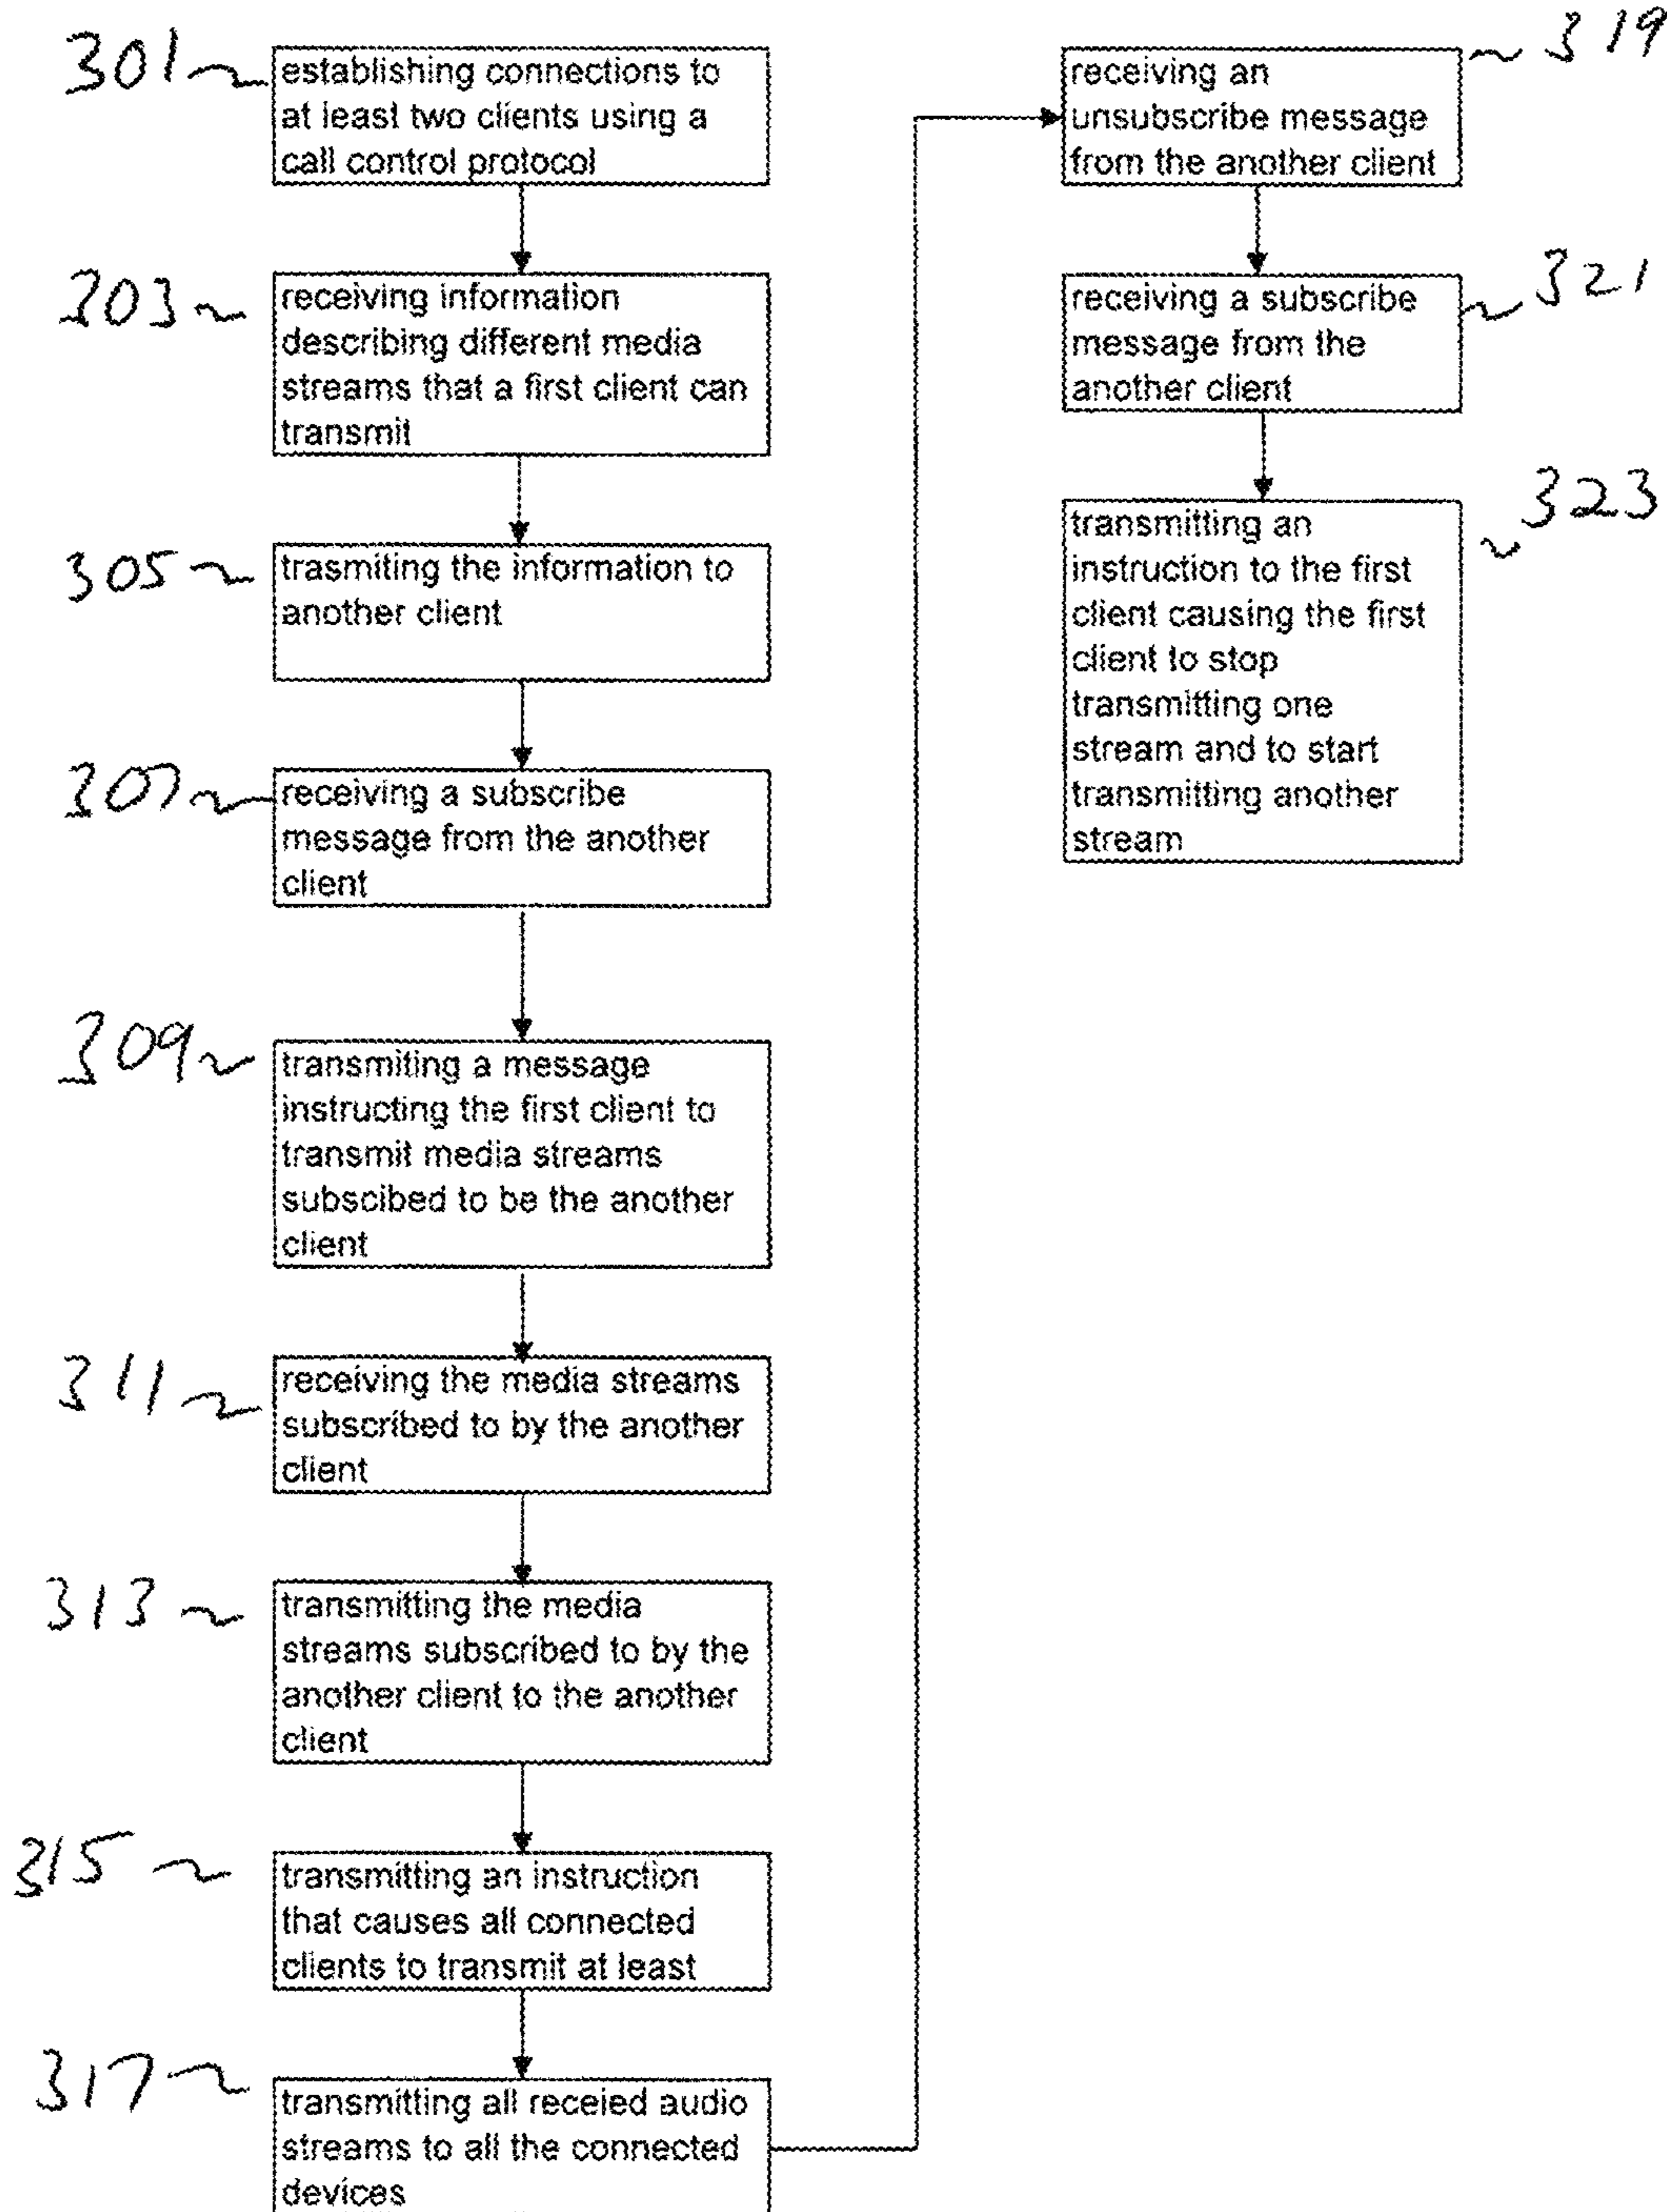 301
establishing connections to
at least two clients using a
call control protocol
303
receiving information
describing different media
streams that a first client can
transmit
305
trasmiting the information to
another client
307
receiving a subscribe
message from the another
client
309
transmiting a message
instructing the first client to
transmit media streams
subscibed to be the another
client
311
receiving the media streams
subscribed to by the another
client
313
transmitting the media
streams subscribed to by the
another client to the another
client
315
transmitting an instruction
that causes all connected
clients to transmit at least
317
transmitting all receied audio
streams to all the connected
devices
319
receiving an
unsubscribe message
from the another client
321
receiving a subscribe
message from the
another client
323
transmitting an
instruction to the first
client causing the first
client to stop
transmitting one
stream and to start
transmitting another
stream